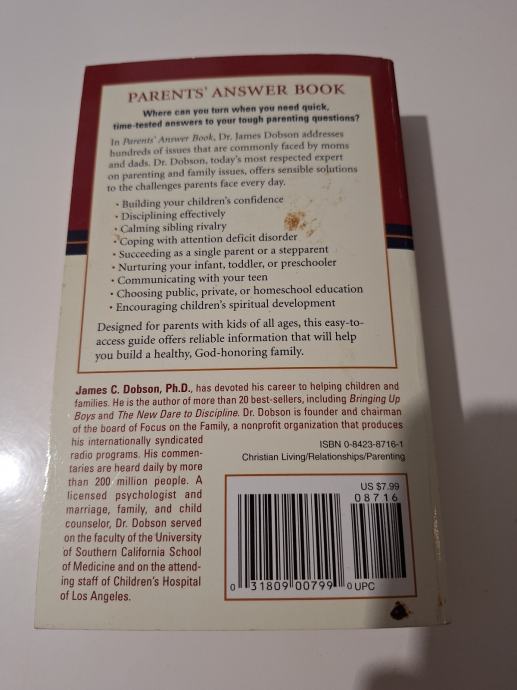 PARENTS' ANSWER BOOK
Where can you turn when you need quick,
time-tested answers to your tough parenting questions?
In Parents' Answer Book, Dr. James Dobson addresses
hundreds of issues that are commonly faced by moms
and dads. Dr. Dobson, today's most respected expert
on parenting and family issues, offers sensible solutions
to the challenges parents face every day.
• Building your children's confidence
• Disciplining effectively
• Calming sibling rivalry
• Coping with attention deficit disorder
• Succeeding as a single parent or a stepparent
• Nurturing your infant, toddler, or preschooler
• Communicating with your teen
• Choosing public, private, or homeschool education
• Encouraging children's spiritual development
Designed for parents with kids of all ages, this easy-to-
access guide offers reliable information that will help
you build a healthy, God-honoring family.
James C. Dobson, Ph.D., has devoted his career to helping children and
families. He is the author of more than 20 best-sellers, including Bringing Up
Boys and The New Dare to Discipline. Dr. Dobson is founder and chairman
of the board of Focus on the Family, a nonprofit organization that produces
his internationally syndicated
radio programs. His commen-
taries are heard daily by more
than 200 million people. A
licensed psychologist and
marriage, family, and child
counselor, Dr. Dobson served
on the faculty of the University
of Southern California School
of Medicine and on the attend-
ing staff of Children's Hospital
of Los Angeles.
ISBN 0-8423-8716-1
Christian Living/Relationships/Parenting
US $7.99
08716
0 31809 00799 0 UPC